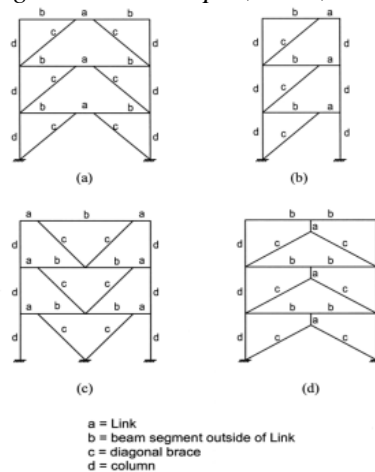 b a b
d c c d
b a b
d c c d
b a b
d c c d
(a)
b a
d c d
b a
d c d
b a
d c d
(b)
a b a
d c c d
a b b a
d c c d
a b b a
d c c d
(c)
b b
a
d c c d
b b
a
d c c d
b b
a
d c c d
(d)
a = Link
b = beam segment outside of Link
c = diagonal brace
d = column